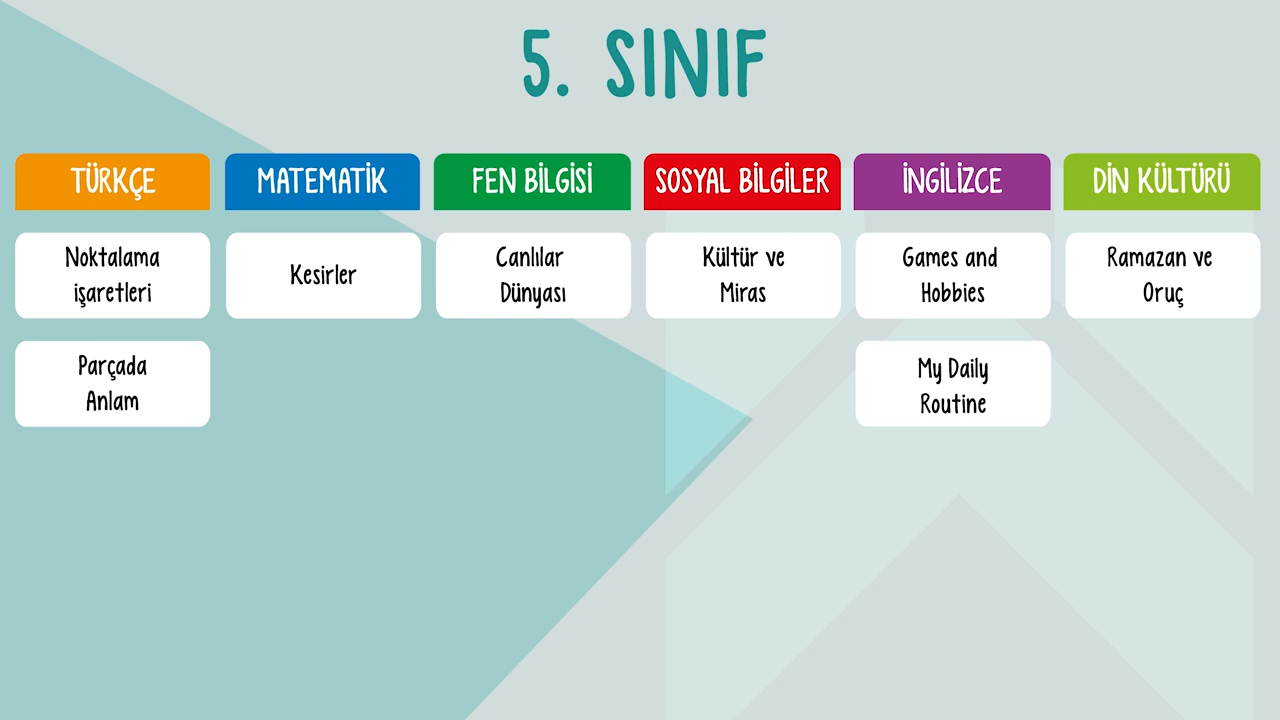 5. SINIF
TÜRKÇE
MATEMATİK
FEN BİLGİSİ
SOSYAL BİLGİLER
İNGİLİZCE
DİN KÜLTÜRÜ
Noktalama
işaretleri
Kesirler
Canlılar
Dünyası
Kültür ve
Miras
Games and
Hobbies
Ramazan ve
Oruç
Parçada
Anlam
My Daily
Routine